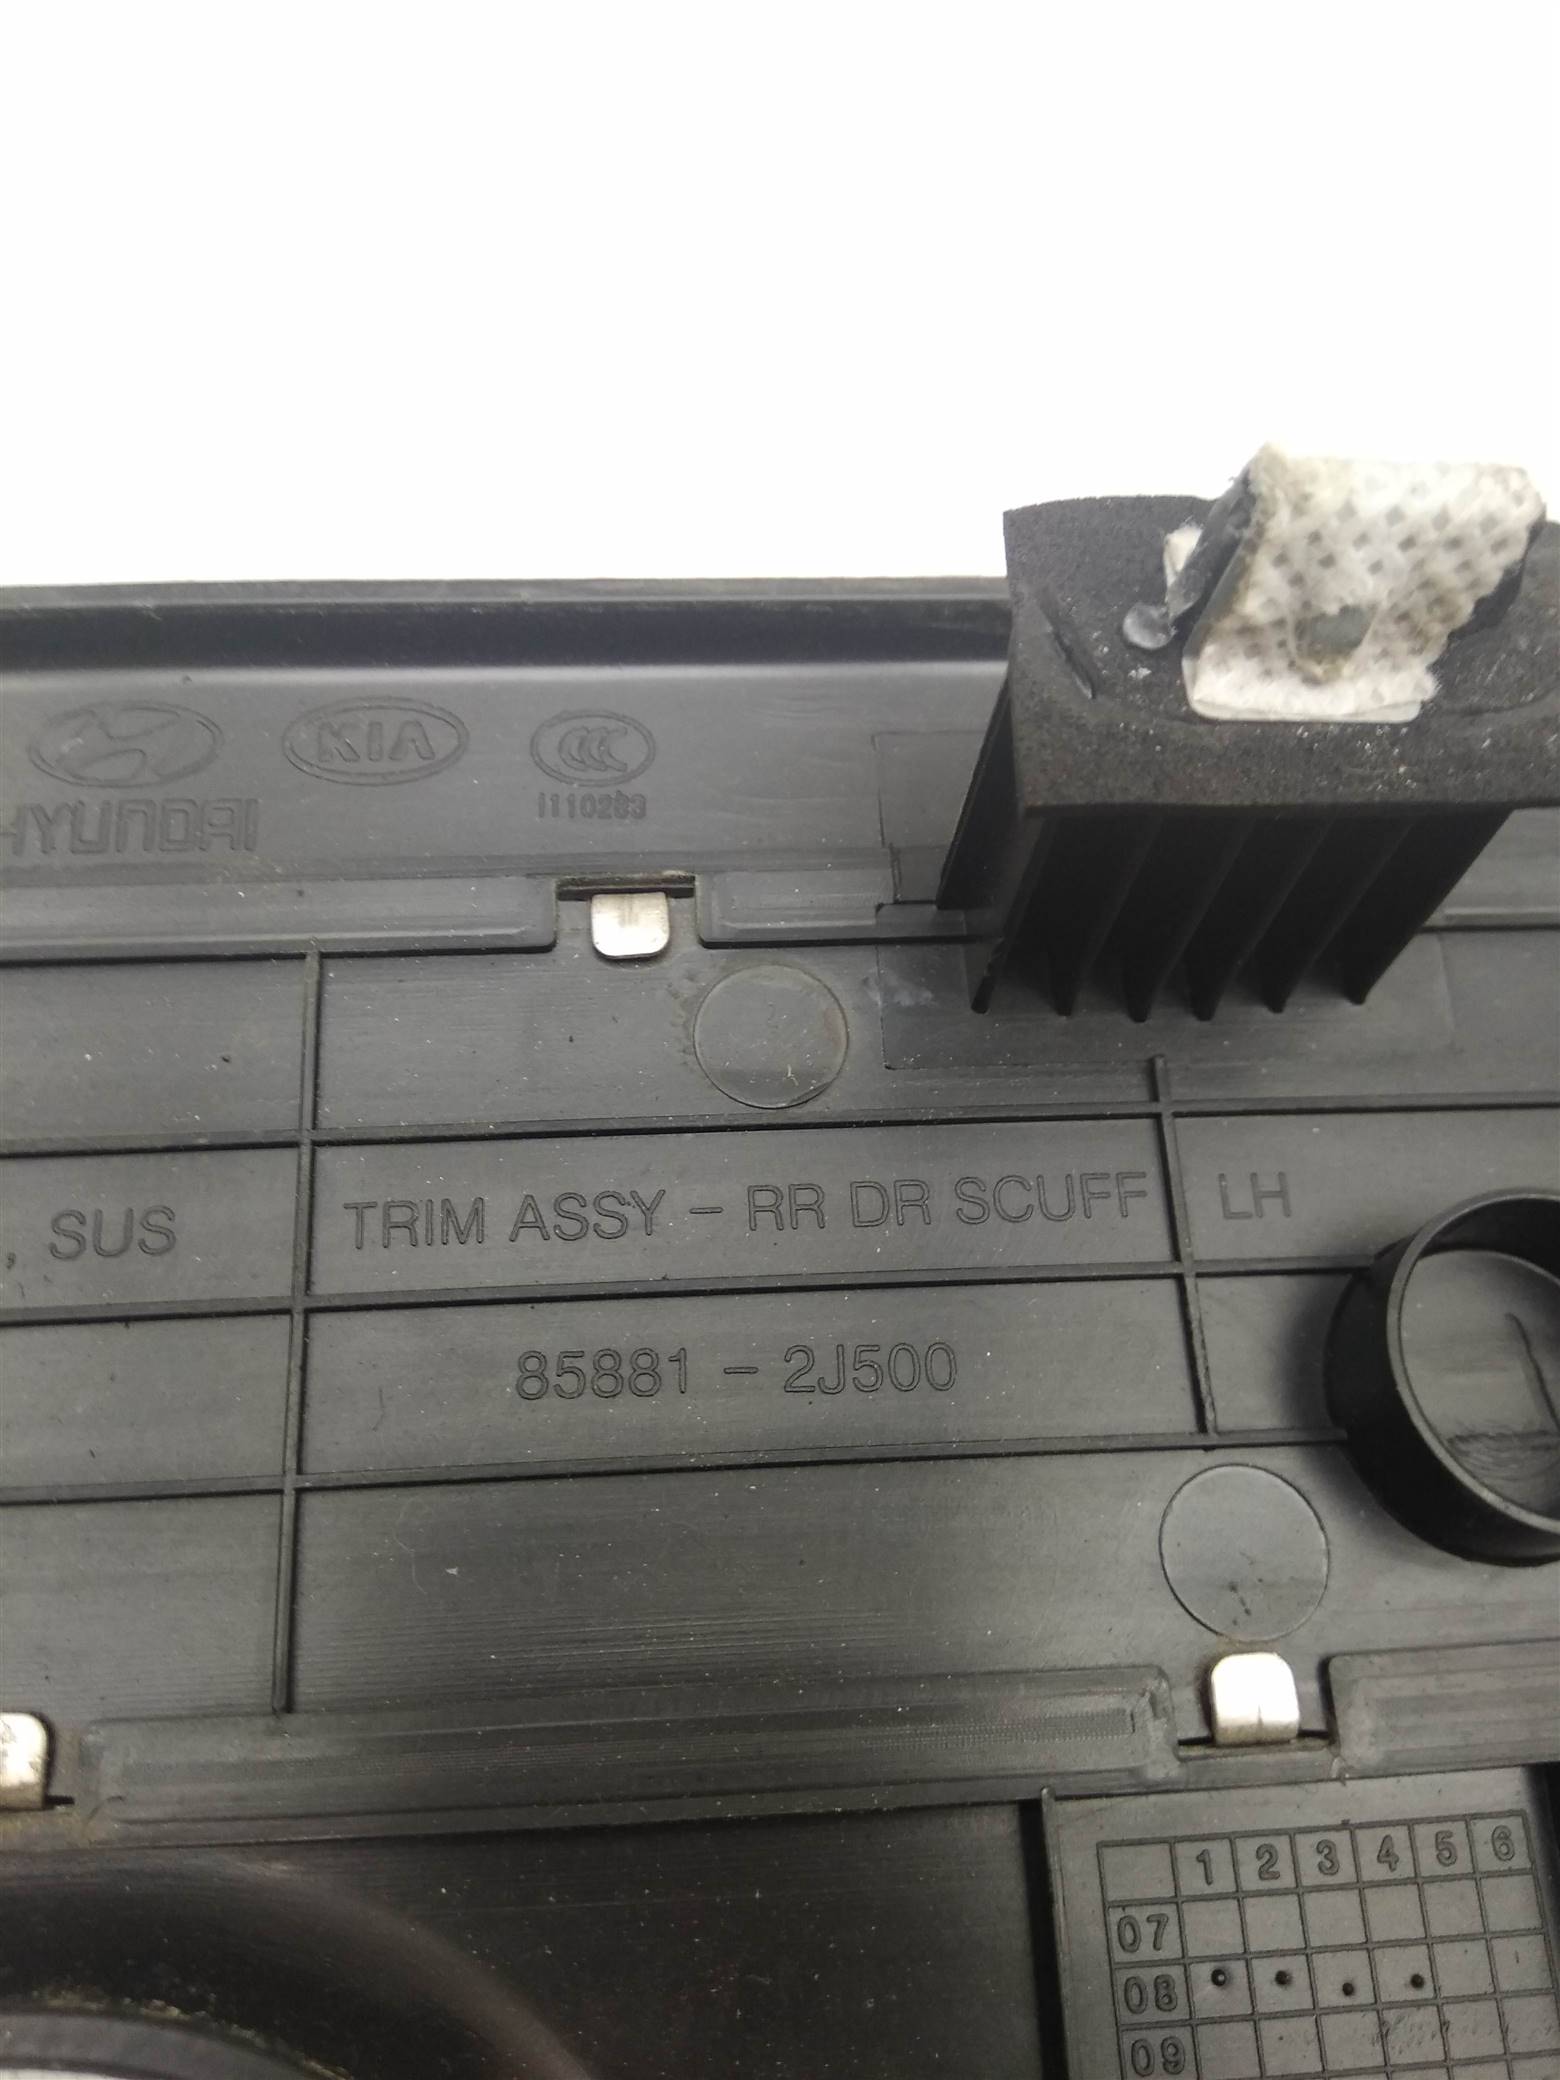 KIA
CCC
HYUNDAI
I110283
, SUS
TRIM ASSY - RR DR SCUFF
LH
85881 - 2J500
1 2 3 4 5 6
07
08
09